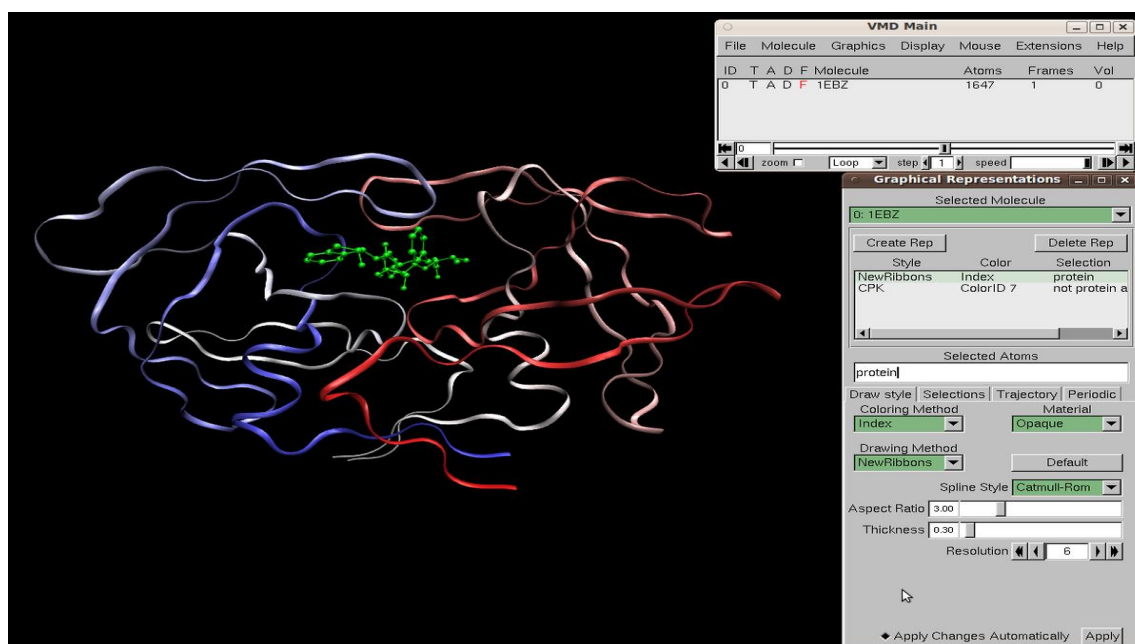 VMD Main
File Molecule Graphics Display Mouse Extensions Help
ID T A D F Molecule Atoms Frames Vol
0 T A D F 1EBZ 1647 1 0
0
zoom Loop step 1 speed
Graphical Representations
Selected Molecule
0: 1EBZ
Create Rep Delete Rep
Style Color Selection
NewRibbons Index protein
CPK ColorID 7 not protein a
Selected Atoms
protein
Draw style Selections Trajectory Periodic
Coloring Method Material
Index Opaque
Drawing Method
NewRibbons Default
Spline Style Catmull-Rom
Aspect Ratio 3.00
Thickness 0.30
Resolution 6
Apply Changes Automatically Apply